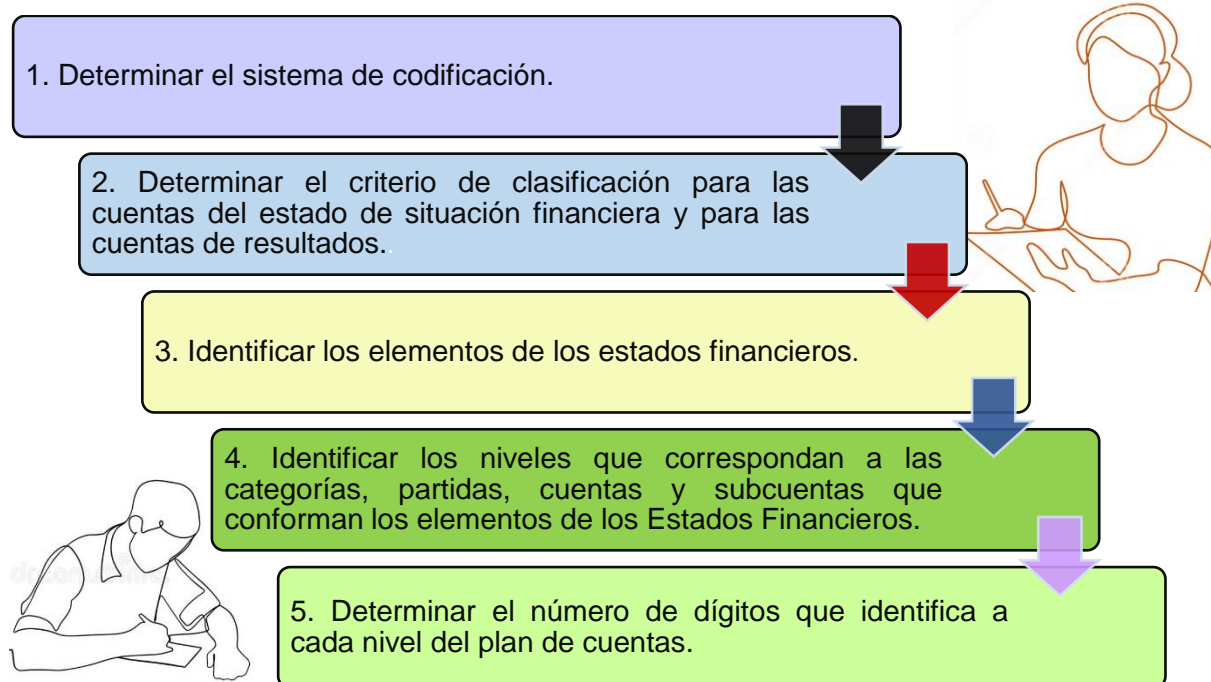 1. Determinar el sistema de codificación.
2. Determinar el criterio de clasificación para las
cuentas del estado de situación financiera y para las
cuentas de resultados..
3. Identificar los elementos de los estados financieros.
4. Identificar los niveles que correspondan a las
categorías, partidas, cuentas y subcuentas que
conforman los elementos de los Estados Financieros.
5. Determinar el número de dígitos que identifica a
cada nivel del plan de cuentas.